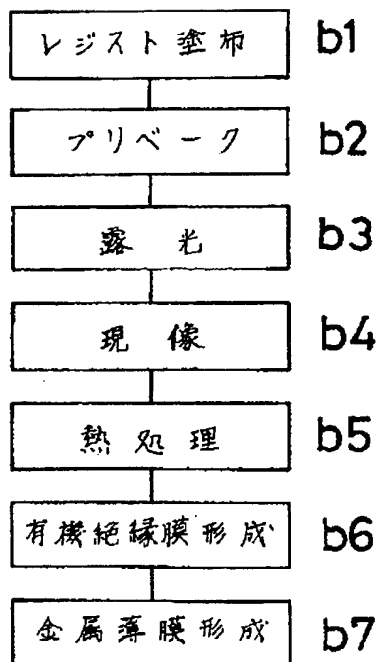 レジスト塗布 b1
プリベーク b2
露光 b3
現像 b4
熱処理 b5
有機絶縁膜形成 b6
金属薄膜形成 b7